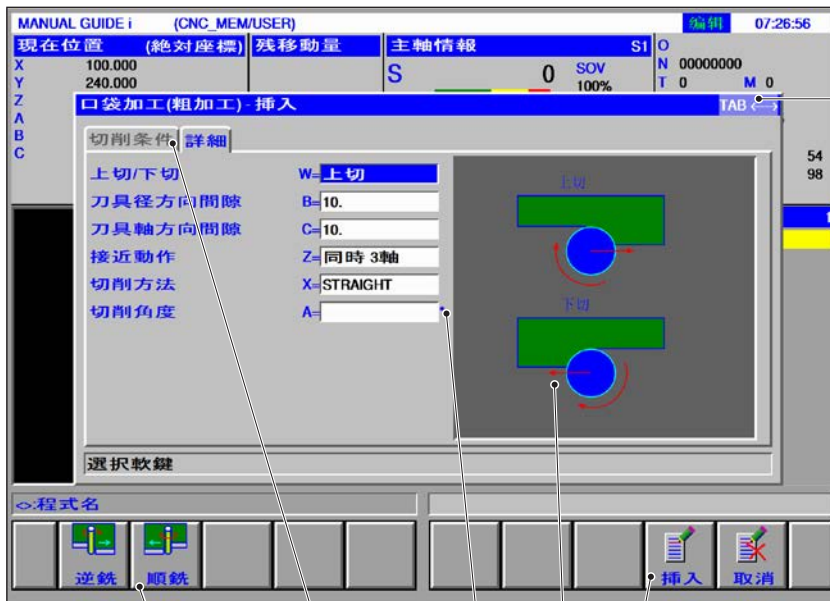 MANUAL GUIDE i (CNC_MEM/USER) 编辑 07:26:56
現在位置 (絶対座標) 残移動量 主軸情報 S1 O
X 100.000 N 00000000
Y 240.000 S 0 SOV 100% T 0 M 0
Z 口袋加工(粗加工)-挿入 TAB <-->
A
B 切削条件 詳細
C
54
98
上切/下切 W= 上切
刀具径方向間隙 B= 10.
刀具軸方向間隙 C= 10.
接近動作 Z= 同時 3軸
切削方法 X= STRAIGHT
切削角度 A=
上切
下切
選択軟鍵
<>:程式名
逆銑 順銑 挿入 取消